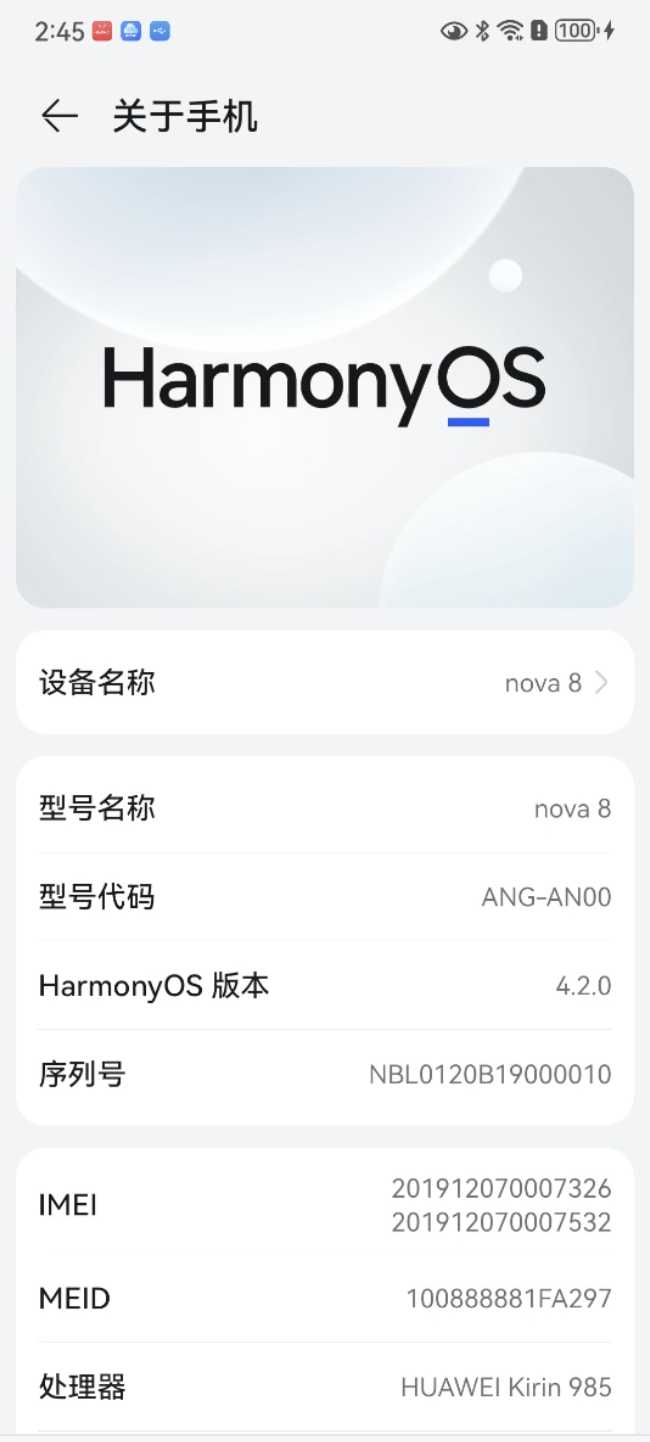 2:45
100
关于手机
HarmonyOS
设备名称 nova 8
型号名称 nova 8
型号代码 ANG-AN00
HarmonyOS 版本 4.2.0
序列号 NBL0120B19000010
IMEI 201912070007326
201912070007532
MEID 100888881FA297
处理器 HUAWEI Kirin 985